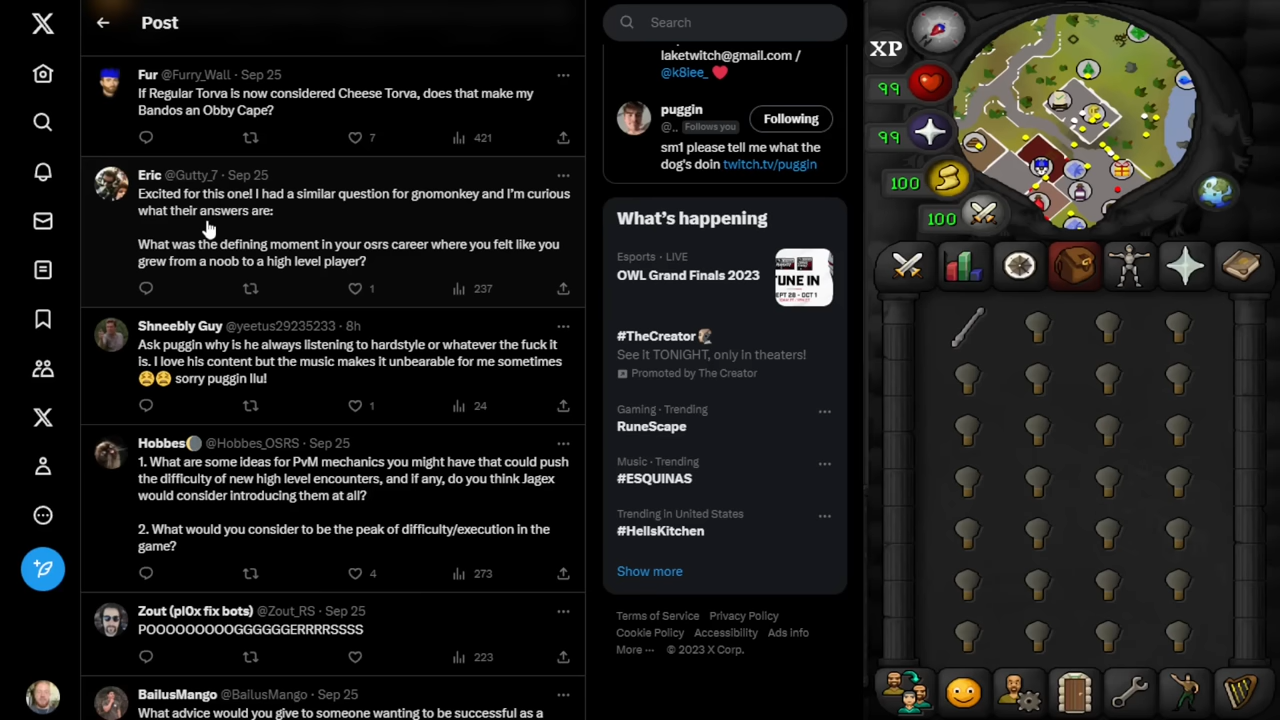 Post
Fur @Furry_Wall · Sep 25
If Regular Torva is now considered Cheese Torva, does that make my
Bandos an Obby Cape?
7
421
Eric @Gutty_7 · Sep 25
Excited for this one! I had a similar question for gnomonkey and I'm curious
what their answers are:
What was the defining moment in your osrs career where you felt like you
grew from a noob to a high level player?
1
237
Shneebly Guy @yeetus29235233 · 8h
Ask puggin why is he always listening to hardstyle or whatever the fuck it
is. I love his content but the music makes it unbearable for me sometimes
😫😫 sorry puggin llu!
1
24
Hobbes🌔 @Hobbes_OSRS · Sep 25
1. What are some ideas for PvM mechanics you might have that could push
the difficulty of new high level encounters, and if any, do you think Jagex
would consider introducing them at all?
2. What would you consider to be the peak of difficulty/execution in the
game?
4
273
Zout (pl0x fix bots) @Zout_RS · Sep 25
POOOOOOOOOGGGGGGERRRRSSSS
223
BailusMango @BailusMango · Sep 25
What advice would you give to someone wanting to be successful as a
Search
laketwitch@gmail.com /
@k8iee_ ❤️
puggin
@.. Follows you
Following
sm1 please tell me what the
dog's doin twitch.tv/puggin
What's happening
Esports · LIVE
OWL Grand Finals 2023
TUNE IN
SEPT 28 - OCT 1
#TheCreator
See it TONIGHT, only in theaters!
Promoted by The Creator
Gaming · Trending
RuneScape
Music · Trending
#ESQUINAS
Trending in United States
#HellsKitchen
Show more
Terms of Service Privacy Policy
Cookie Policy Accessibility Ads info
More ··· © 2023 X Corp.
XP
99
99
100
100